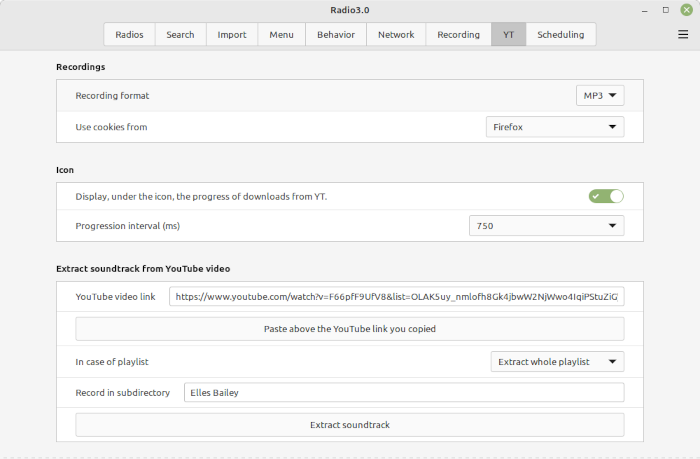 Radio3.0
Radios Search Import Menu Behavior Network Recording YT Scheduling
Recordings
Recording format MP3
Use cookies from Firefox
Icon
Display, under the icon, the progress of downloads from YT.
Progression interval (ms) 750
Extract soundtrack from YouTube video
YouTube video link https://www.youtube.com/watch?v=F66pfF9UfV8&list=OLAK5uy_nmlofh8Gk4jbwW2NjWwo4IqiPStuZiG
Paste above the YouTube link you copied
In case of playlist Extract whole playlist
Record in subdirectory Elles Bailey
Extract soundtrack